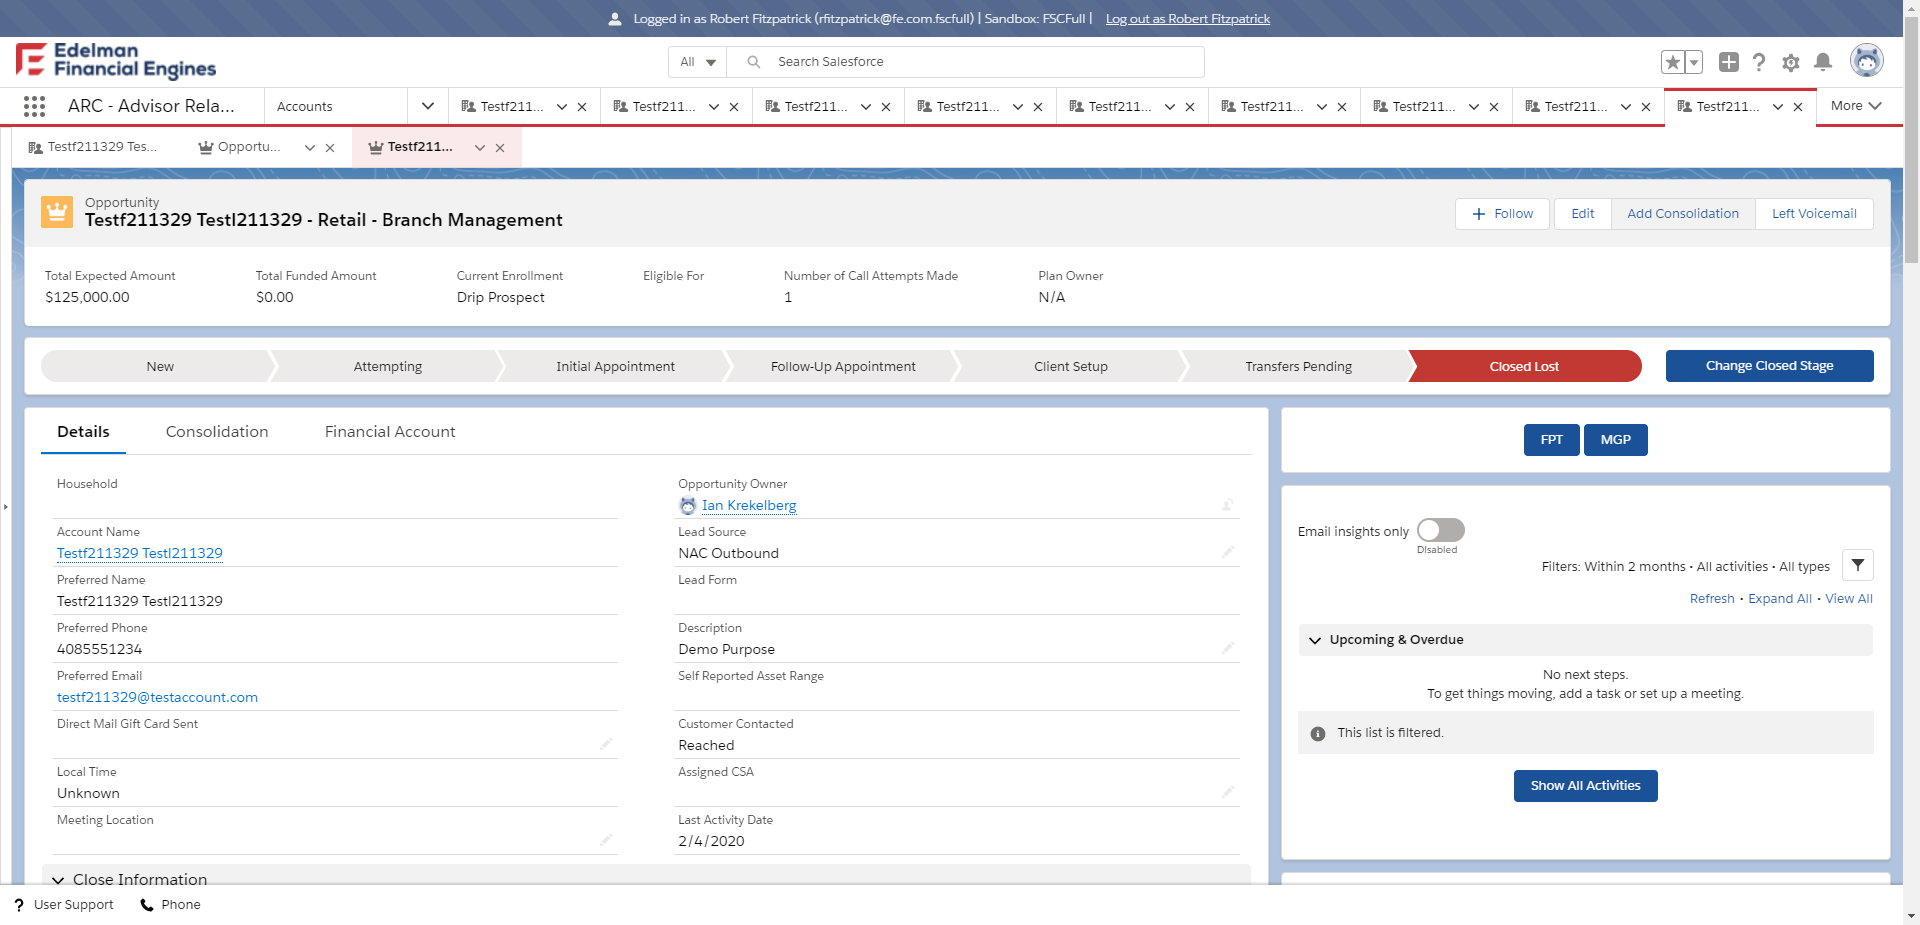 Logged in as Robert Fitzpatrick (rfitzpatrick@fe.com.fscfull) | Sandbox: FSCFull | Log out as Robert Fitzpatrick
Edelman
Financial Engines
All
Search Salesforce
ARC - Advisor Rela...
Accounts
Testf211...
Testf211...
Testf211...
Testf211...
Testf211...
Testf211...
Testf211...
Testf211...
Testf211...
More
Testf211329 Tes...
Opportu...
Testf211...
Opportunity
Testf211329 Testl211329 - Retail - Branch Management
Follow
Edit
Add Consolidation
Left Voicemail
Total Expected Amount
$125,000.00
Total Funded Amount
$0.00
Current Enrollment
Drip Prospect
Eligible For
Number of Call Attempts Made
1
Plan Owner
N/A
New
Attempting
Initial Appointment
Follow-Up Appointment
Client Setup
Transfers Pending
Closed Lost
Change Closed Stage
Details
Consolidation
Financial Account
Household
Account Name
Testf211329 Testl211329
Preferred Name
Testf211329 Testl211329
Preferred Phone
4085551234
Preferred Email
testf211329@testaccount.com
Direct Mail Gift Card Sent
Local Time
Unknown
Meeting Location
Opportunity Owner
Ian Krekelberg
Lead Source
NAC Outbound
Lead Form
Description
Demo Purpose
Self Reported Asset Range
Customer Contacted
Reached
Assigned CSA
Last Activity Date
2/4/2020
Close Information
FPT
MGP
Email insights only
Disabled
Filters: Within 2 months • All activities • All types
Refresh • Expand All • View All
Upcoming & Overdue
No next steps.
To get things moving, add a task or set up a meeting.
This list is filtered.
Show All Activities
User Support
Phone